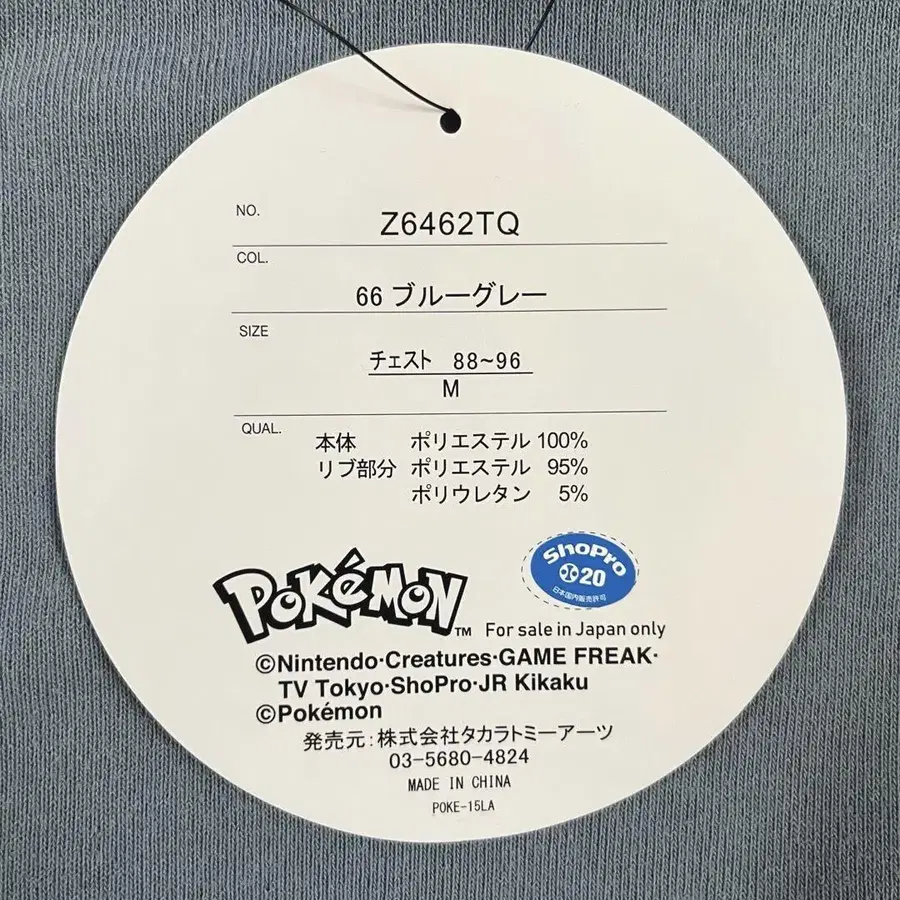 NO.
Z6462TQ
COL.
66 ブルーグレー
SIZE
チェスト 88~96
M
QUAL.
本体 ポリエステル 100%
リブ部分 ポリエステル 95%
ポリウレタン 5%
ShoPro
20
日本国内販売許可
POKéMON™ For sale in Japan only
©Nintendo·Creatures·GAME FREAK·
TV Tokyo·ShoPro·JR Kikaku
©Pokémon
発売元:株式会社タカラトミーアーツ
03-5680-4824
MADE IN CHINA
POKE-15LA